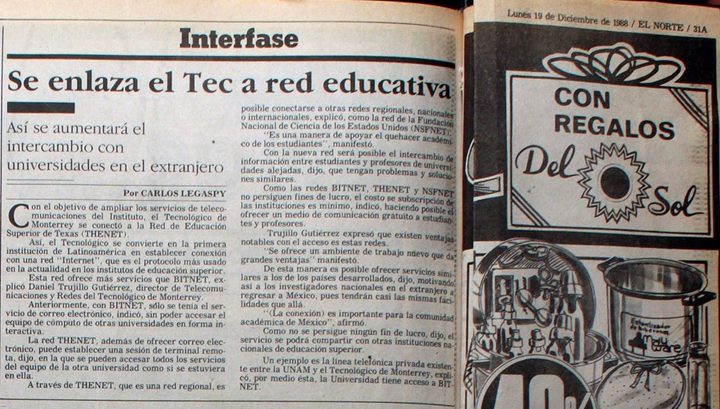 Lunes 19 de Diciembre de 1988 / EL NORTE / 31A
Interfase
Se enlaza el Tec a red educativa
Así se aumentará el
intercambio con
universidades en el extranjero
Por CARLOS LEGASPY
Con el objetivo de ampliar los servicios de teleco-
municaciones del Instituto, el Tecnológico de
Monterrey se conectó a la Red de Educación
Superior de Texas (THENET).
Así, el Tecnológico se convierte en la primera
institución de Latinoamérica en establecer conexión
con una red "Internet", que es el protocolo más usado
en la actualidad en los institutos de educación superior.
Esta red ofrece más servicios que BITNET, ex-
plicó Daniel Trujillo Gutiérrez, director de Telecomu-
nicaciones y Redes del Tecnológico de Monterrey.
Anteriormente, con BITNET, sólo se tenía el ser-
vicio de correo electrónico, indicó, sin poder accesar el
equipo de cómputo de otras universidades en forma in-
teractiva.
La red THENET, además de ofrecer correo elec-
trónico, puede establecer una sesión de terminal remo-
ta, dijo, en la que se pueden accesar todos los servicios
del equipo de la otra universidad como si se estuviera
en ella.
A través de THENET, que es una red regional, es
posible conectarse a otras redes regionales, nacionales
o internacionales, explicó, como la red de la Fundación
Nacional de Ciencia de los Estados Unidos (NSFNET).
"Es una manera de apoyar el quehacer académi-
co de los estudiantes", manifestó.
Con la nueva red será posible el intercambio de
información entre estudiantes y profesores de universi-
dades alejadas, dijo, que tengan problemas y solucio-
nes similares.
Como las redes BITNET, THENET y NSFNET
no persiguen fines de lucro, el costo se subscripción de
las instituciones es mínimo, indicó, haciendo posible el
ofrecer un medio de comunicación gratuito a estudian-
tes y profesores.
Trujillo Gutiérrez expresó que existen ventajas
notables con el acceso es estas redes.
"Se ofrece un ambiente de trabajo nuevo que da
grandes ventajas" manifestó.
De esta manera es posible ofrecer servicios simi-
lares a los de los países desarrollados, dijo, motivando
así a los investigadores nacionales en el extranjero a
regresar a México, pues tendrán casi las mismas faci-
lidades que allá.
"(La conexión) es importante para la comunidad
académica de México", afirmó.
Como no se persigue ningún fin de lucro, dijo, el
servicio se podrá compartir con otras instituciones na-
cionales de educación superior.
Un ejemplo es la línea telefónica privada existen-
te entre la UNAM y el Tecnológico de Monterrey, expli-
có, por medio ésta, la Universidad tiene acceso a BIT-
NET.
CON
REGALOS
Del Sol
40%